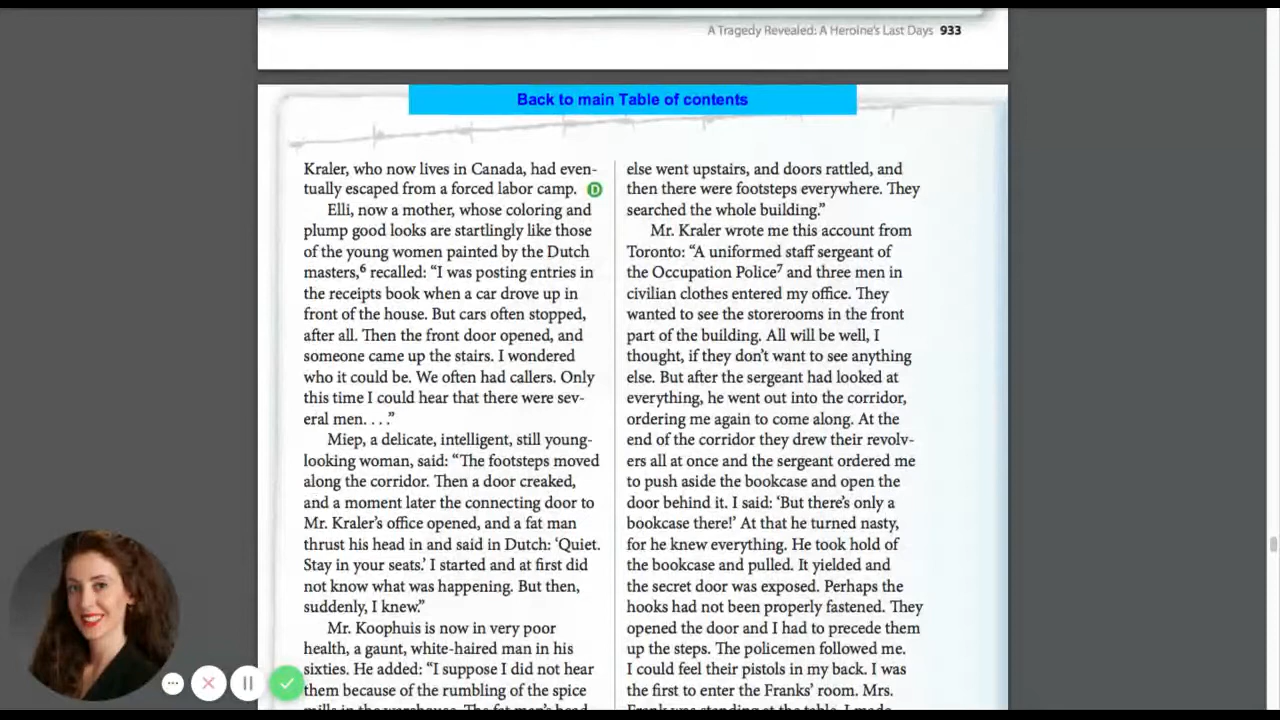 A Tragedy Revealed: A Heroine's Last Days 933
Back to main Table of contents
Kraler, who now lives in Canada, had even-
tually escaped from a forced labor camp. D
Elli, now a mother, whose coloring and
plump good looks are startlingly like those
of the young women painted by the Dutch
masters,6 recalled: “I was posting entries in
the receipts book when a car drove up in
front of the house. But cars often stopped,
after all. Then the front door opened, and
someone came up the stairs. I wondered
who it could be. We often had callers. Only
this time I could hear that there were sev-
eral men. . . .”
Miep, a delicate, intelligent, still young-
looking woman, said: “The footsteps moved
along the corridor. Then a door creaked,
and a moment later the connecting door to
Mr. Kraler’s office opened, and a fat man
thrust his head in and said in Dutch: ‘Quiet.
Stay in your seats.’ I started and at first did
not know what was happening. But then,
suddenly, I knew.”
Mr. Koophuis is now in very poor
health, a gaunt, white-haired man in his
sixties. He added: “I suppose I did not hear
them because of the rumbling of the spice
mills in the warehouse. The fat man’s head
else went upstairs, and doors rattled, and
then there were footsteps everywhere. They
searched the whole building.”
Mr. Kraler wrote me this account from
Toronto: “A uniformed staff sergeant of
the Occupation Police7 and three men in
civilian clothes entered my office. They
wanted to see the storerooms in the front
part of the building. All will be well, I
thought, if they don’t want to see anything
else. But after the sergeant had looked at
everything, he went out into the corridor,
ordering me again to come along. At the
end of the corridor they drew their revolv-
ers all at once and the sergeant ordered me
to push aside the bookcase and open the
door behind it. I said: ‘But there’s only a
bookcase there!’ At that he turned nasty,
for he knew everything. He took hold of
the bookcase and pulled. It yielded and
the secret door was exposed. Perhaps the
hooks had not been properly fastened. They
opened the door and I had to precede them
up the steps. The policemen followed me.
I could feel their pistols in my back. I was
the first to enter the Franks’ room. Mrs.
Frank was standing at the table. I made